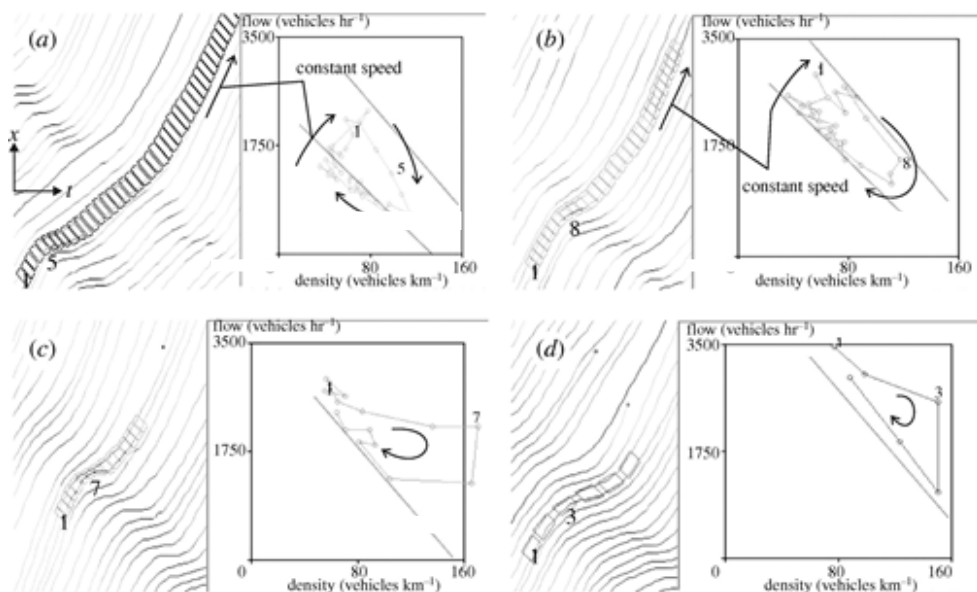 (a)
flow (vehicles hr⁻¹)
3500
constant speed
1
1750
5
x
t
5
1
80
160
density (vehicles km⁻¹)
(b)
flow (vehicles hr⁻¹)
3500
1
1750
8
constant speed
8
1
0
80
160
density (vehicles km⁻¹)
(c)
flow (vehicles hr⁻¹)
3500
1
7
1750
7
1
0
80
160
density (vehicles km⁻¹)
(d)
flow (vehicles hr⁻¹)
3500
1
3
1750
3
1
0
80
160
density (vehicles km⁻¹)